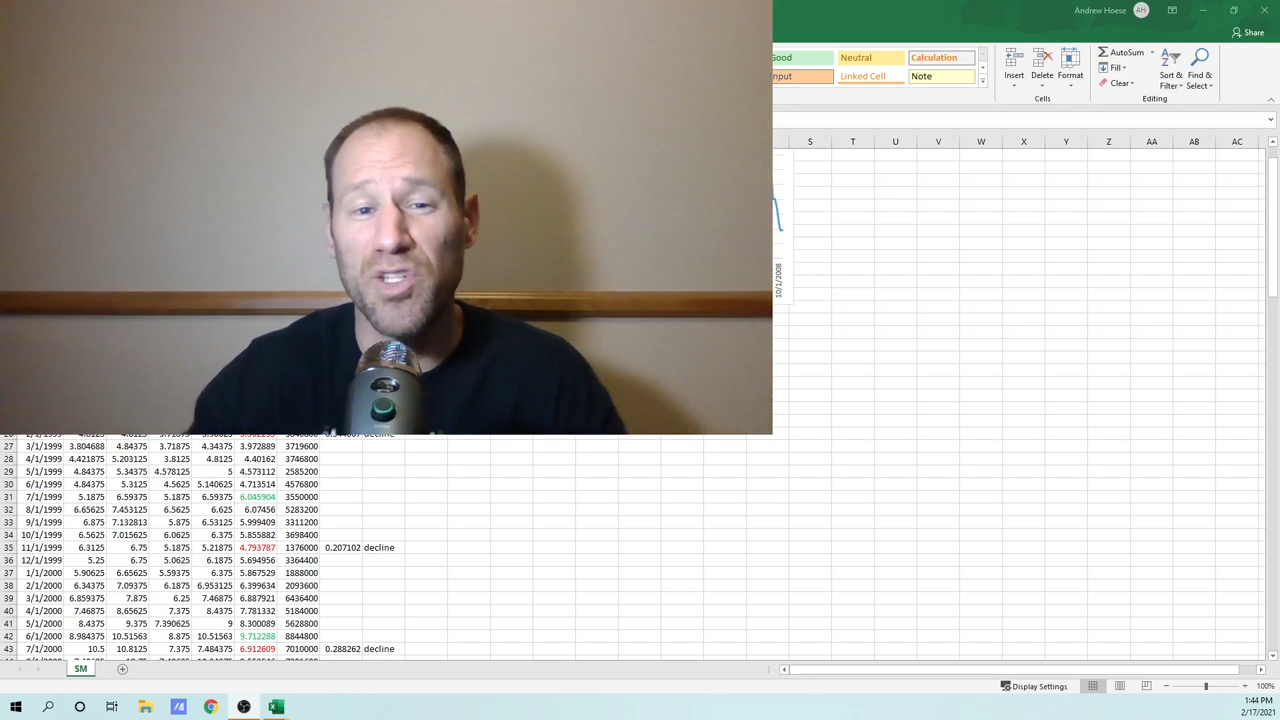 Andrew Hoese AH
Share
Good Neutral Calculation
Input Linked Cell Note
Insert Delete Format
Cells
AutoSum
Fill
Clear
Sort & Filter
Find & Select
Editing
S T U V W X Y Z AA AB AC
10/1/2008
decline
27 3/1/1999 3.804688 4.84375 3.71875 4.34375 3.972889 3719600
28 4/1/1999 4.421875 5.203125 3.8125 4.8125 4.40162 3746800
29 5/1/1999 4.84375 5.34375 4.578125 5 4.573112 2585200
30 6/1/1999 4.84375 5.3125 4.5625 5.140625 4.713514 4576800
31 7/1/1999 5.1875 6.59375 5.1875 6.59375 6.045904 3550000
32 8/1/1999 6.65625 7.453125 6.5625 6.625 6.07456 5283200
33 9/1/1999 6.875 7.132813 5.875 6.53125 5.999409 3311200
34 10/1/1999 6.5625 7.015625 6.0625 6.375 5.855882 3698400
35 11/1/1999 6.3125 6.75 5.1875 5.21875 4.793787 1376000 0.207102 decline
36 12/1/1999 5.25 6.75 5.0625 6.1875 5.694956 3364400
37 1/1/2000 5.90625 6.65625 5.59375 6.375 5.867529 1888000
38 2/1/2000 6.34375 7.09375 6.1875 6.953125 6.399634 2093600
39 3/1/2000 6.859375 7.875 6.25 7.46875 6.887921 6436400
40 4/1/2000 7.46875 8.65625 7.375 8.4375 7.781332 5184000
41 5/1/2000 8.4375 9.375 7.390625 9 8.300089 5628800
42 6/1/2000 8.984375 10.51563 8.875 10.51563 9.712288 8844800
43 7/1/2000 10.5 10.8125 7.375 7.484375 6.912609 7010000 0.288262 decline
SM
Display Settings
100%
1:44 PM
2/17/2021